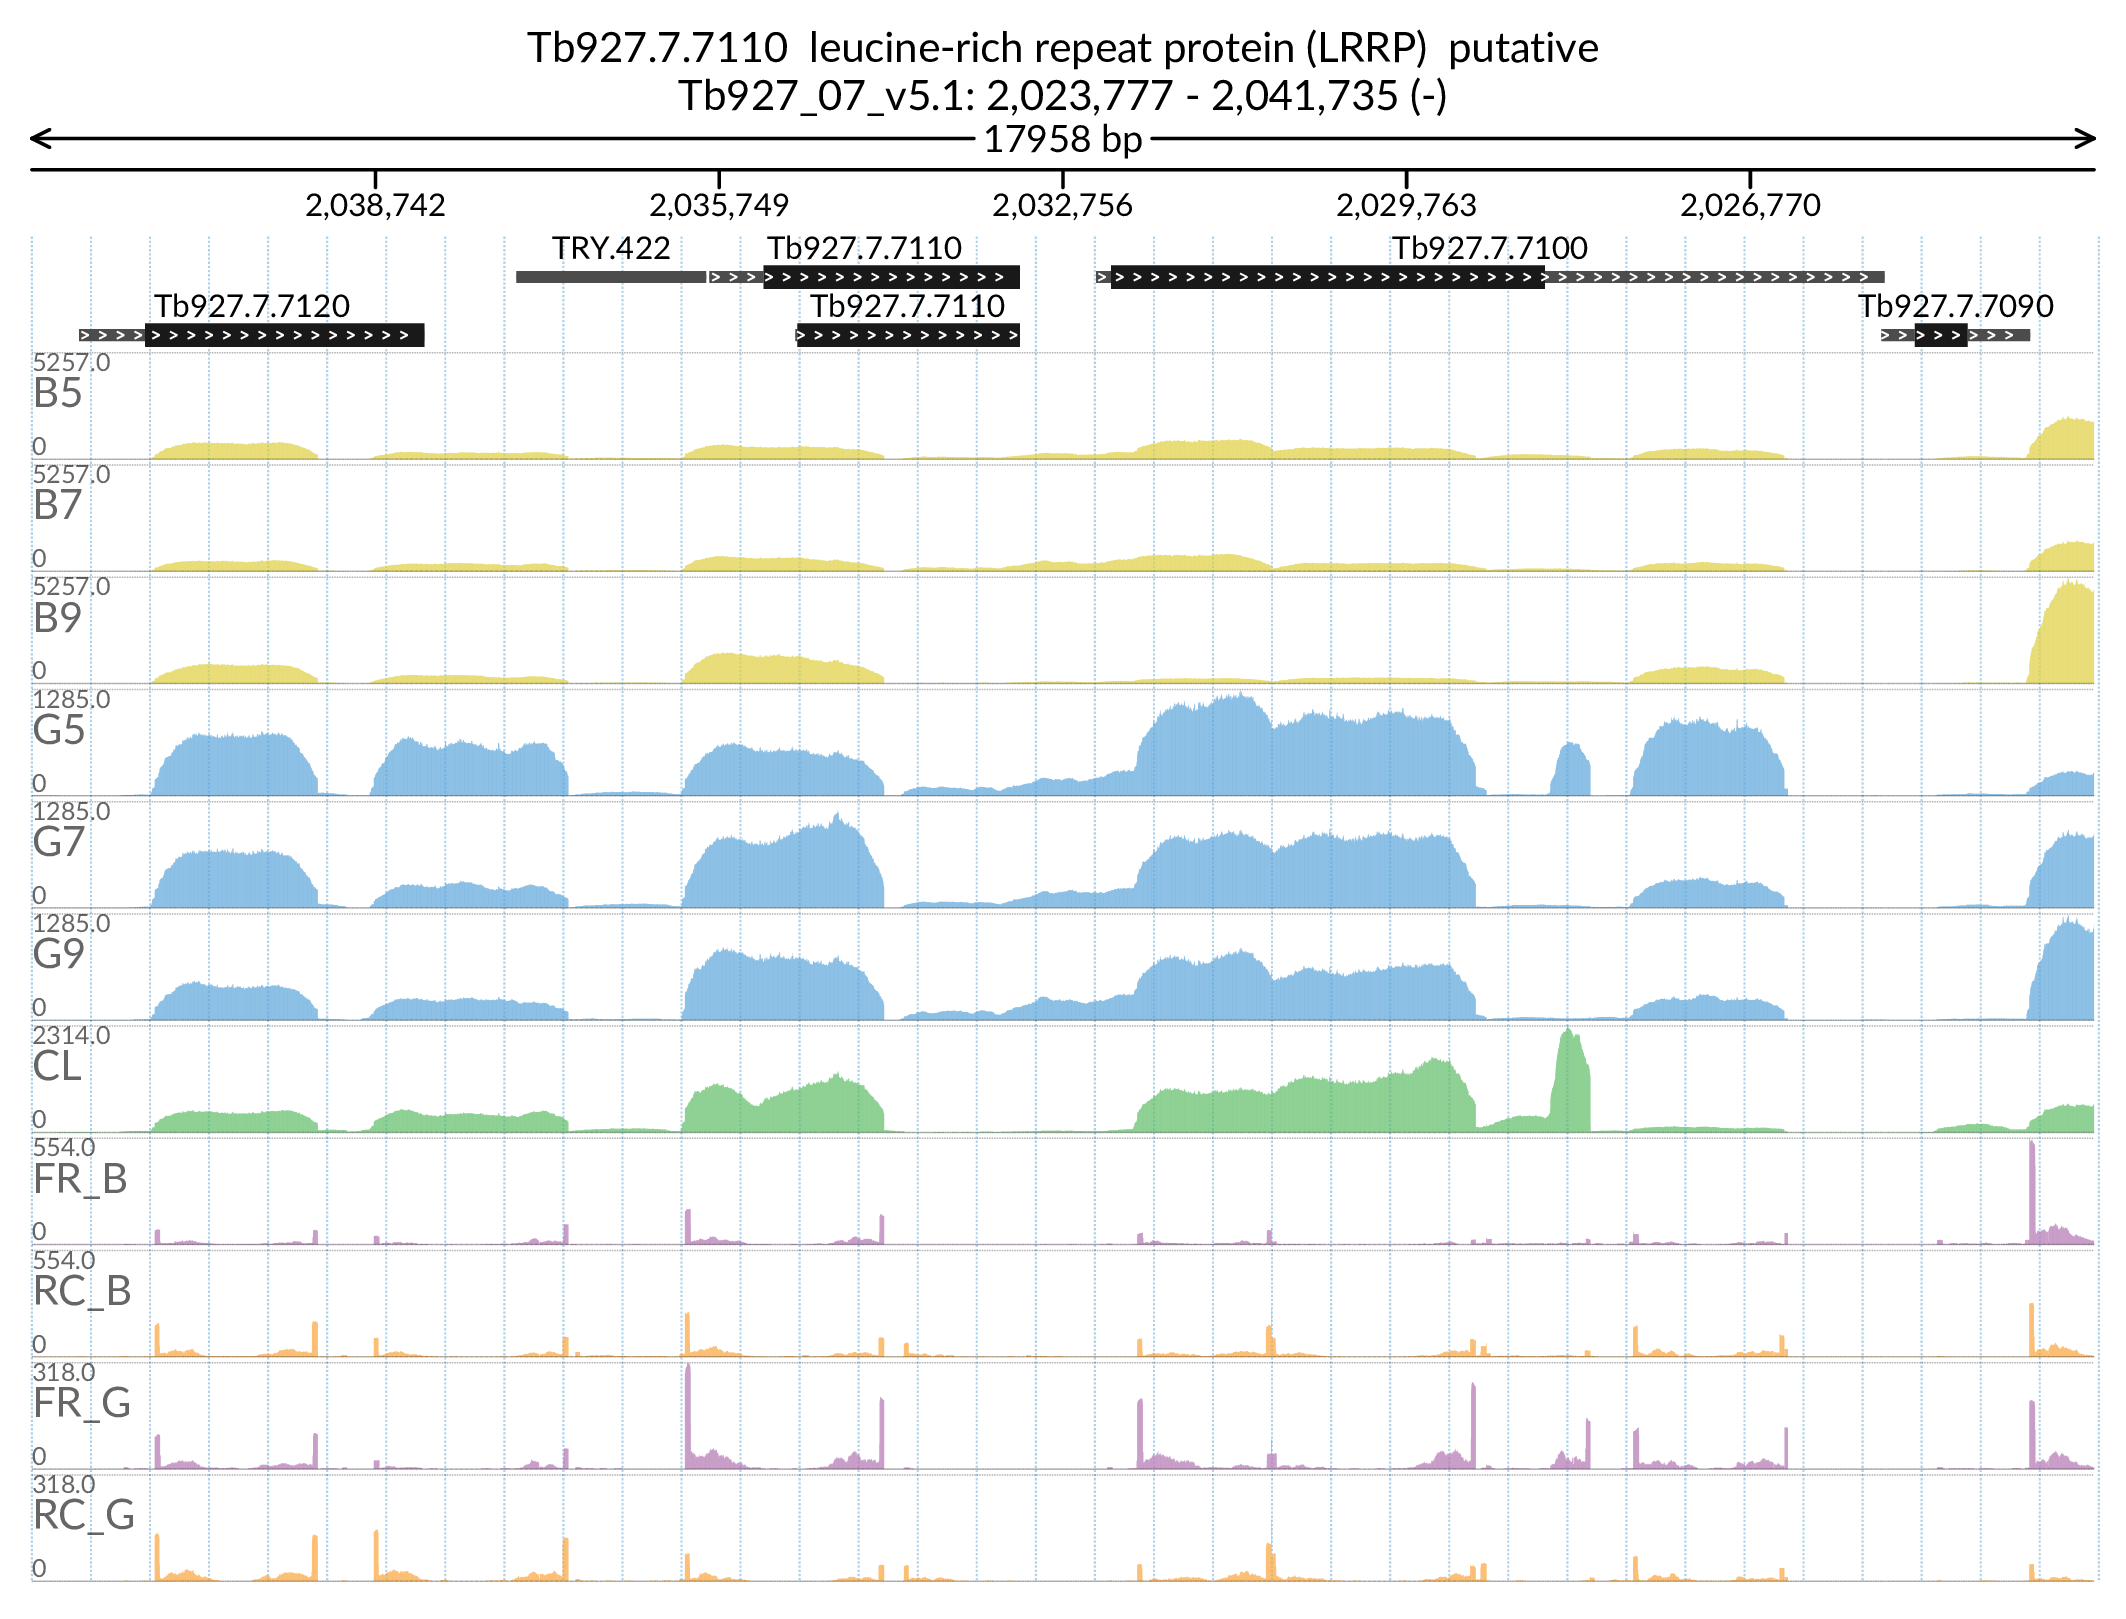 Tb927.7.7110 leucine-rich repeat protein (LRRP) putative
Tb927_07_v5.1: 2,023,777 - 2,041,735 (-)
17958 bp
2,038,742 2,035,749 2,032,756 2,029,763 2,026,770
TRY.422 Tb927.7.7110 Tb927.7.7100
Tb927.7.7120 Tb927.7.7110 Tb927.7.7090
5257.0
B5
0
5257.0
B7
0
5257.0
B9
0
1285.0
G5
0
1285.0
G7
0
1285.0
G9
0
2314.0
CL
0
554.0
FR_B
0
554.0
RC_B
0
318.0
FR_G
0
318.0
RC_G
0